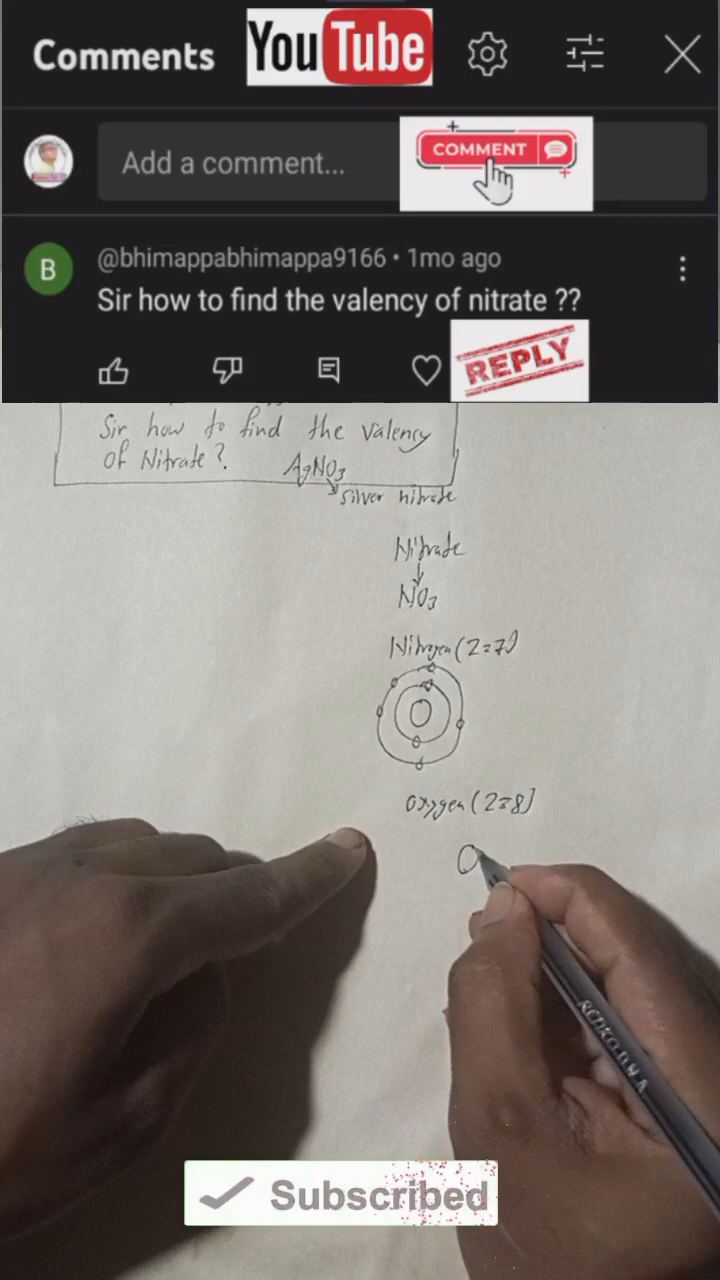 Comments
YouTube
Add a comment...
COMMENT
B
@bhimappabhimappa9166 • 1mo ago
Sir how to find the valency of nitrate ??
REPLY
Sir how to find the valency
of Nitrate?. AgNO3
silver nitrate
Nitrate
NO3
Nitrogen (Z=7)
oxygen (Z=8)
Subscribed